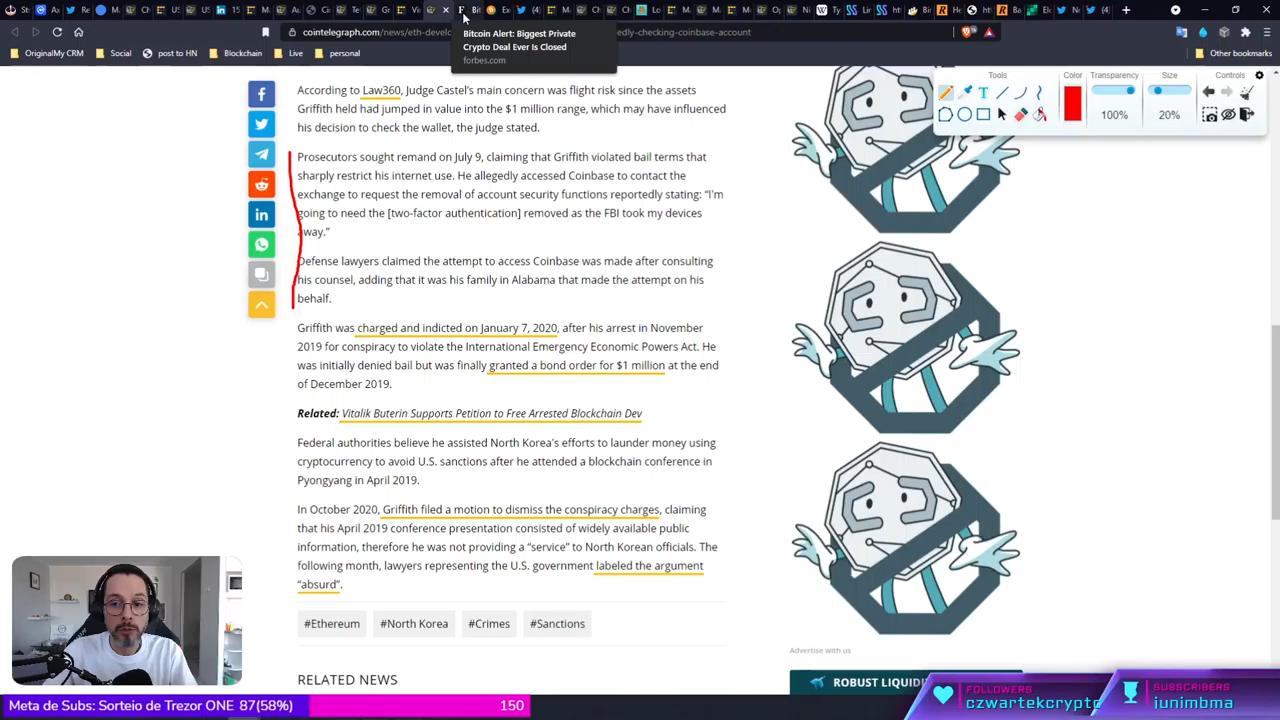 cointelegraph.com/news/eth-develo
edly-checking-coinbase-account
Bitcoin Alert: Biggest Private
Crypto Deal Ever Is Closed
forbes.com
OriginalMy CRM
Social
post to HN
Blockchain
Live
personal
Other bookmarks
Tools
Color
Transparency
Size
Controls
100%
20%
According to Law360, Judge Castel's main concern was flight risk since the assets
Griffith held had jumped in value into the $1 million range, which may have influenced
his decision to check the wallet, the judge stated.
Prosecutors sought remand on July 9, claiming that Griffith violated bail terms that
sharply restrict his internet use. He allegedly accessed Coinbase to contact the
exchange to request the removal of account security functions reportedly stating: “I'm
going to need the [two-factor authentication] removed as the FBI took my devices
away.”
Defense lawyers claimed the attempt to access Coinbase was made after consulting
his counsel, adding that it was his family in Alabama that made the attempt on his
behalf.
Griffith was charged and indicted on January 7, 2020, after his arrest in November
2019 for conspiracy to violate the International Emergency Economic Powers Act. He
was initially denied bail but was finally granted a bond order for $1 million at the end
of December 2019.
Related: Vitalik Buterin Supports Petition to Free Arrested Blockchain Dev
Federal authorities believe he assisted North Korea's efforts to launder money using
cryptocurrency to avoid U.S. sanctions after he attended a blockchain conference in
Pyongyang in April 2019.
In October 2020, Griffith filed a motion to dismiss the conspiracy charges, claiming
that his April 2019 conference presentation consisted of widely available public
information, therefore he was not providing a “service” to North Korean officials. The
following month, lawyers representing the U.S. government labeled the argument
“absurd”.
#Ethereum
#North Korea
#Crimes
#Sanctions
RELATED NEWS
Advertise with us
ROBUST LIQUIDI
Meta de Subs: Sorteio de Trezor ONE 87(58%)
150
FOLLOWERS
czwartekcrypto
SUBSCRIBERS
junimbma